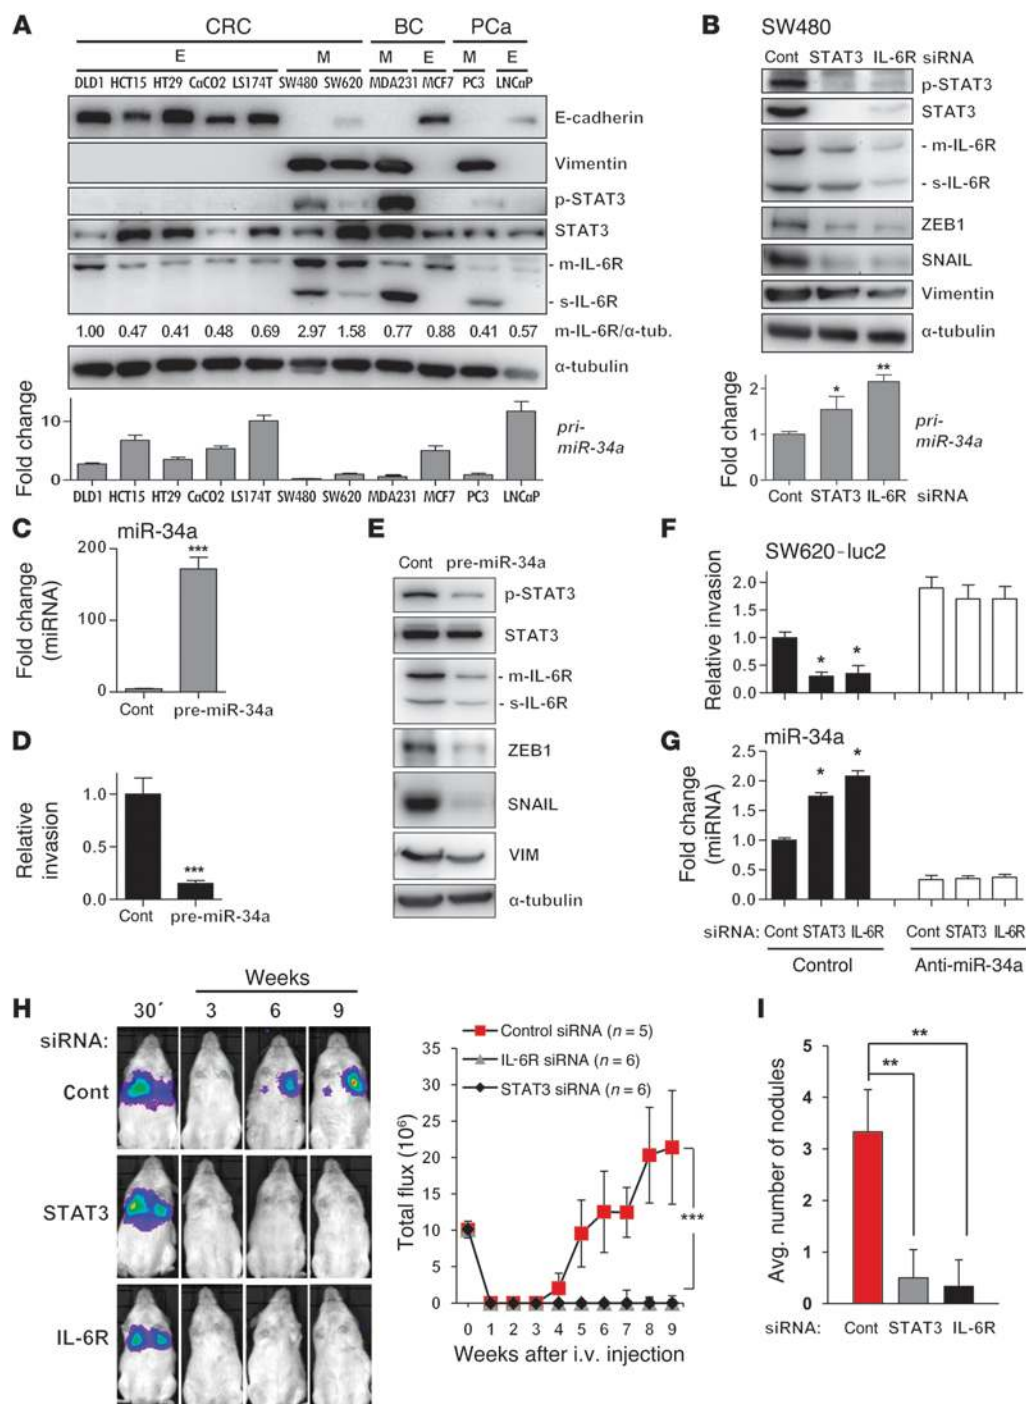 A
CRC BC PCa
E M M E M E
DLD1 HCT15 HT29 CaCO2 LS174T SW480 SW620 MDA231 MCF7 PC3 LNCaP
E-cadherin
Vimentin
p-STAT3
STAT3
- m-IL-6R
- s-IL-6R
1.00 0.47 0.41 0.48 0.69 2.97 1.58 0.77 0.88 0.41 0.57 m-IL-6R/α-tub.
α-tubulin
Fold change
10
0
pri-
miR-34a
DLD1 HCT15 HT29 CaCO2 LS174T SW480 SW620 MDA231 MCF7 PC3 LNCaP
B SW480
Cont STAT3 IL-6R siRNA
p-STAT3
STAT3
- m-IL-6R
- s-IL-6R
ZEB1
SNAIL
Vimentin
α-tubulin
Fold change
2
1
0
* **
pri-
miR-34a
Cont STAT3 IL-6R siRNA
C miR-34a
Fold change
(miRNA)
200
100
0
***
Cont pre-miR-34a
D
Relative
invasion
1.0
0.5
0.0
***
Cont pre-miR-34a
E
Cont pre-miR-34a
p-STAT3
STAT3
- m-IL-6R
- s-IL-6R
ZEB1
SNAIL
VIM
α-tubulin
F SW620-luc2
Relative invasion
2.0
1.5
1.0
0.5
0.0
* *
G miR-34a
Fold change
(miRNA)
2.5
2.0
1.5
1.0
0.5
0.0
* *
siRNA: Cont STAT3 IL-6R Cont STAT3 IL-6R
Control Anti-miR-34a
H
Weeks
30´ 3 6 9
siRNA:
Cont
STAT3
IL-6R
Control siRNA (n = 5)
IL-6R siRNA (n = 6)
STAT3 siRNA (n = 6)
Total flux (10⁶)
35
30
25
20
15
10
5
0
***
0 1 2 3 4 5 6 7 8 9
Weeks after i.v. injection
I
Avg. number of nodules
5
4
3
2
1
0
**
**
siRNA: Cont STAT3 IL-6R